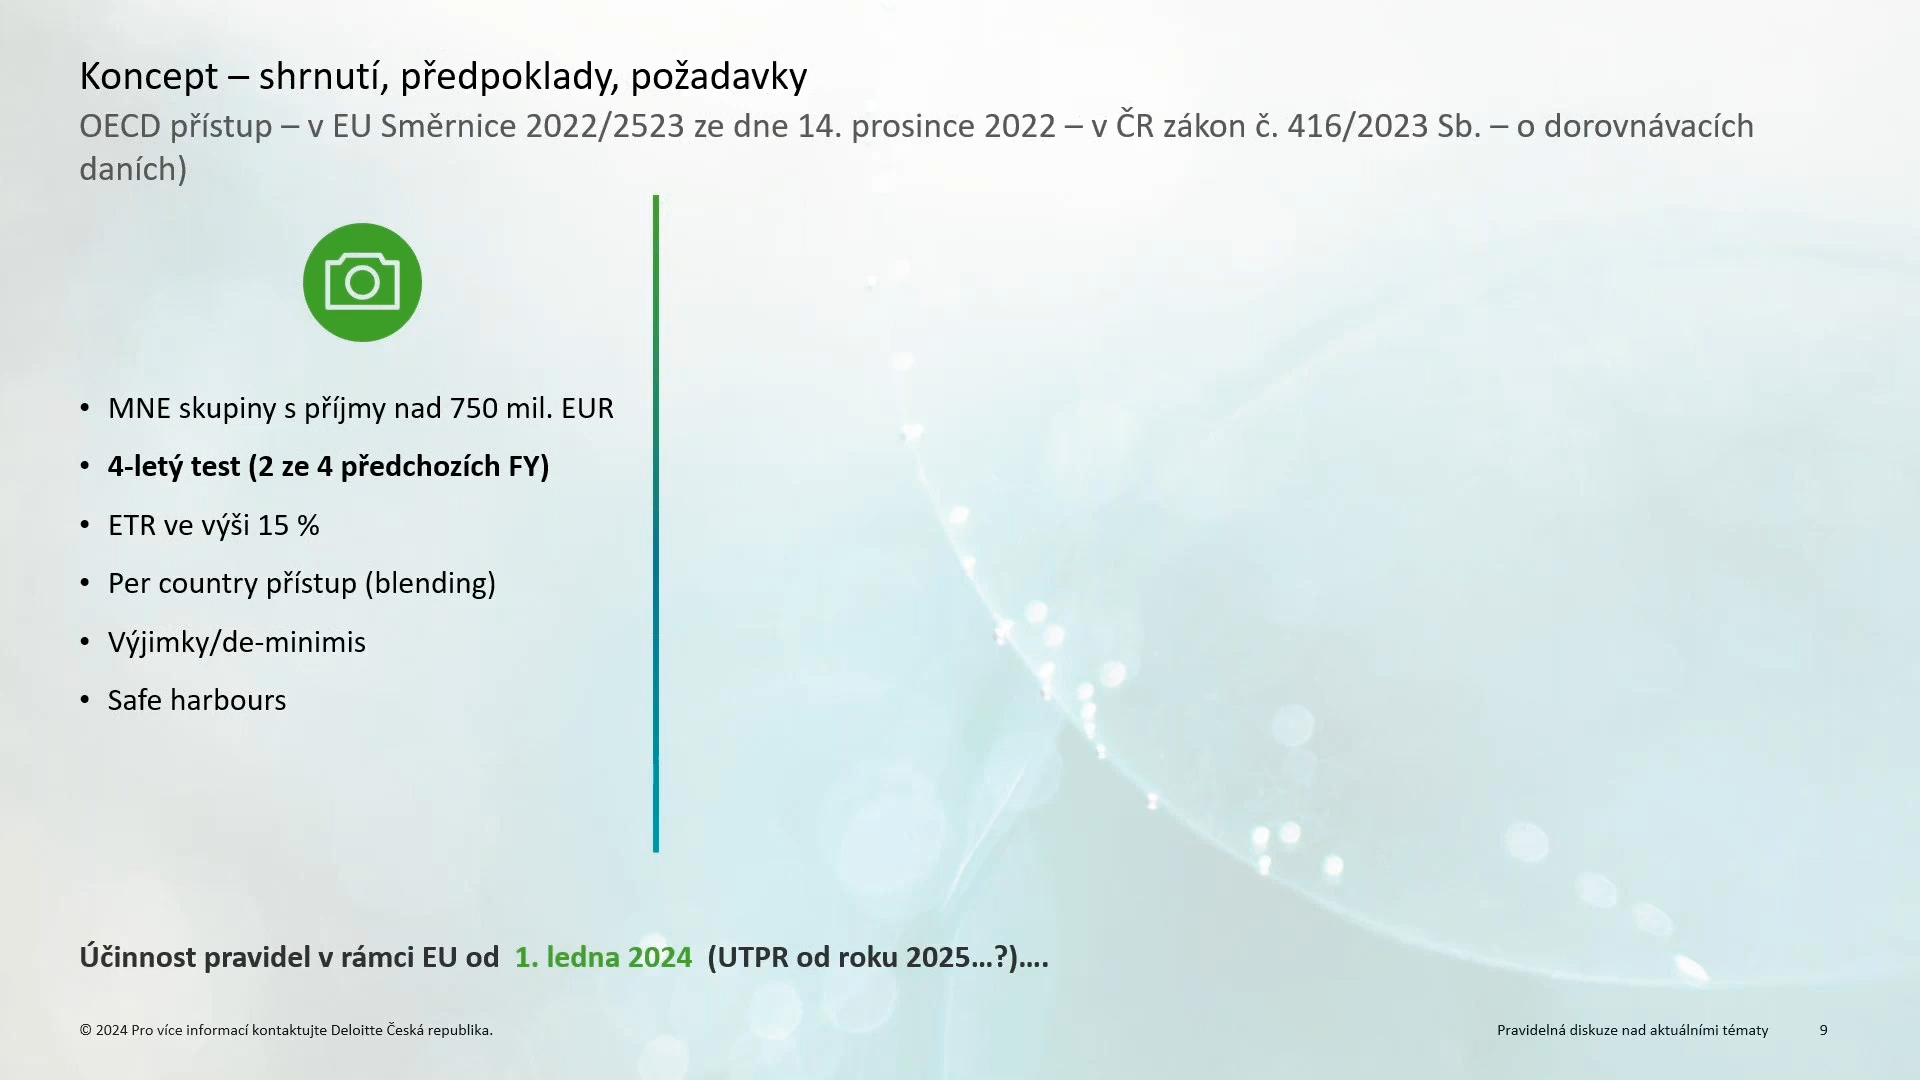 Koncept – shrnutí, předpoklady, požadavky
OECD přístup – v EU Směrnice 2022/2523 ze dne 14. prosince 2022 – v ČR zákon č. 416/2023 Sb. – o dorovnávacích
daních)
• MNE skupiny s příjmy nad 750 mil. EUR
• 4-letý test (2 ze 4 předchozích FY)
• ETR ve výši 15 %
• Per country přístup (blending)
• Výjimky/de-minimis
• Safe harbours
Účinnost pravidel v rámci EU od 1. ledna 2024 (UTPR od roku 2025…?)….
© 2024 Pro více informací kontaktujte Deloitte Česká republika.
Pravidelná diskuze nad aktuálními tématy 9